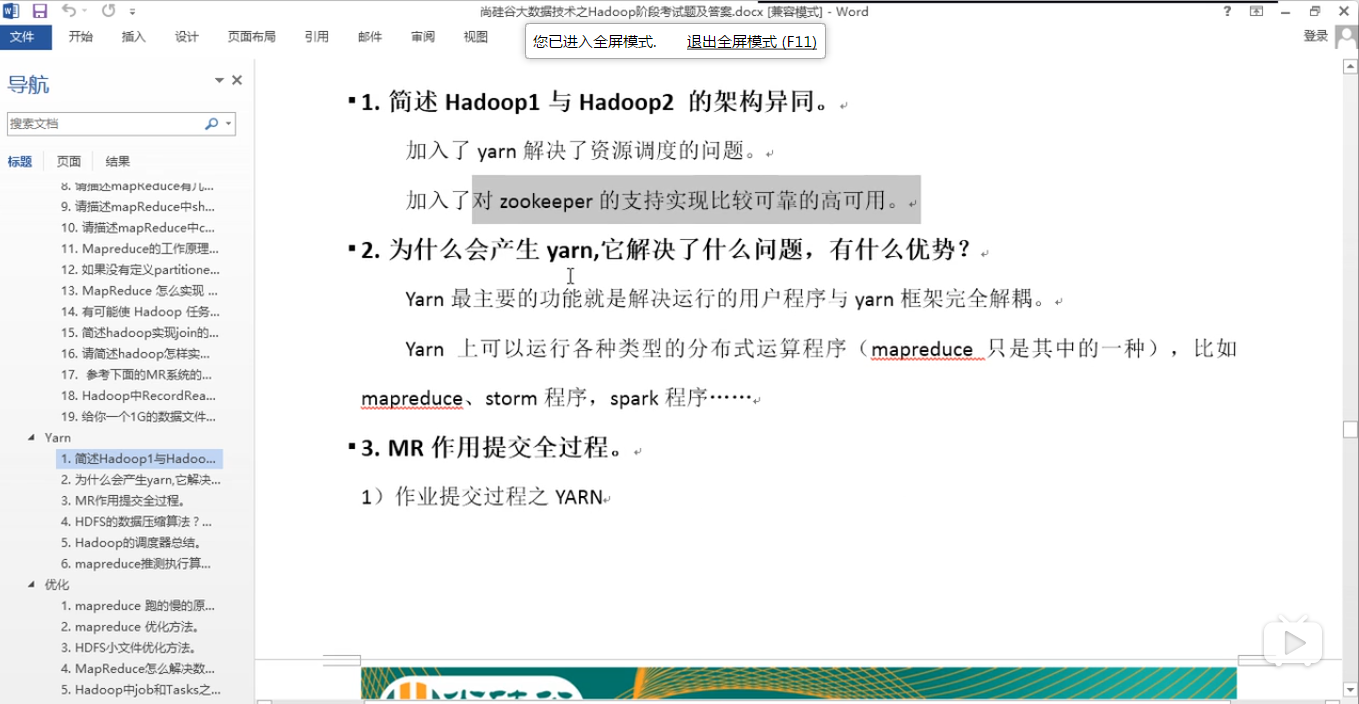 尚硅谷大数据技术之Hadoop阶段考试题及答案.docx [兼容模式] - Word
文件 开始 插入 设计 页面布局 引用 邮件 审阅 视图 登录
您已进入全屏模式. 退出全屏模式 (F11)
导航
搜索文档
标题 页面 结果
8. 请描述mapReduce有几...
9. 请描述mapReduce中sh...
10. 请描述mapReduce中c...
11. Mapreduce的工作原理...
12. 如果没有定义partitione...
13. MapReduce 怎么实现 ...
14. 有可能使 Hadoop 任务...
15. 简述hadoop实现join的...
16. 请简述hadoop怎样实...
17. 参考下面的MR系统的...
18. Hadoop中RecordRea...
19. 给你一个1G的数据文件...
Yarn
1. 简述Hadoop1与Hadoo...
2. 为什么会产生yarn,它解决...
3. MR作用提交全过程。
4. HDFS的数据压缩算法？...
5. Hadoop的调度器总结。
6. mapreduce推测执行算...
优化
1. mapreduce 跑的慢的原...
2. mapreduce 优化方法。
3. HDFS小文件优化方法。
4. MapReduce怎么解决数...
5. Hadoop中job和Tasks之...
1. 简述 Hadoop1 与 Hadoop2 的架构异同。
加入了 yarn 解决了资源调度的问题。
加入了对 zookeeper 的支持实现比较可靠的高可用。
2. 为什么会产生 yarn,它解决了什么问题，有什么优势？
Yarn 最主要的功能就是解决运行的用户程序与 yarn 框架完全解耦。
Yarn 上可以运行各种类型的分布式运算程序（mapreduce 只是其中的一种），比如
mapreduce、storm 程序，spark 程序……
3. MR 作用提交全过程。
1）作业提交过程之 YARN